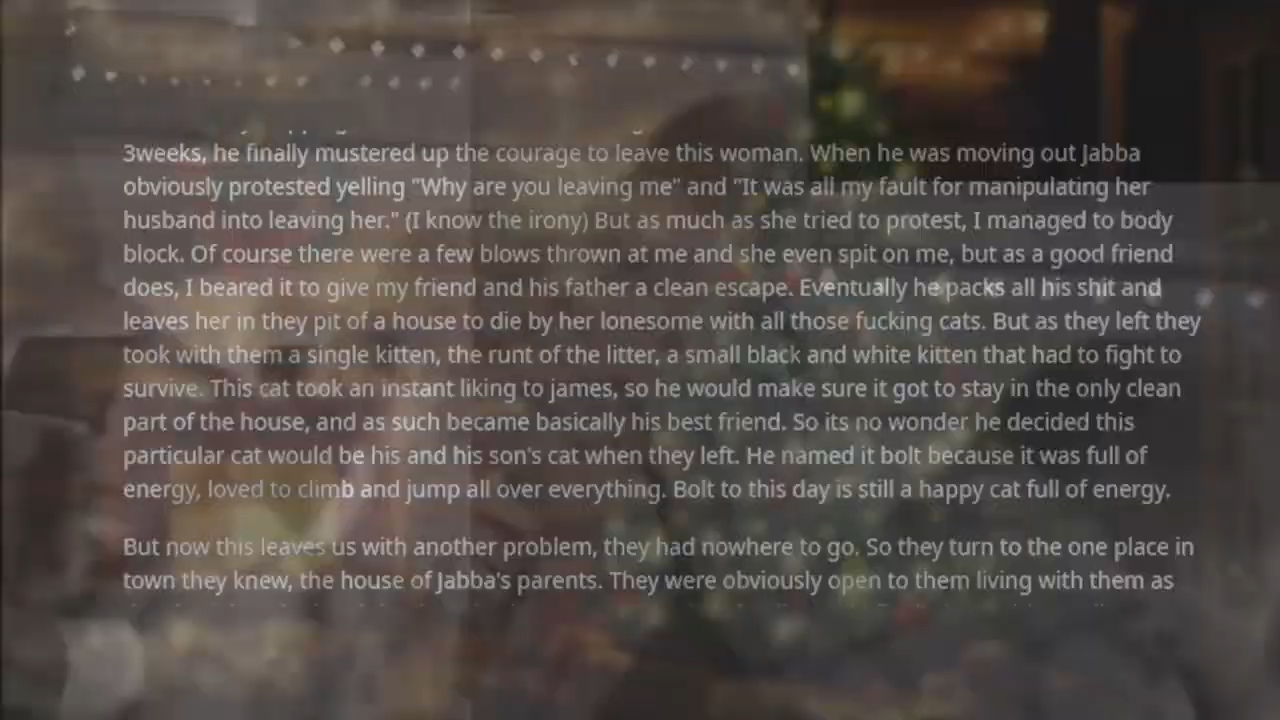 3weeks, he finally mustered up the courage to leave this woman. When he was moving out Jabba
obviously protested yelling "Why are you leaving me" and "It was all my fault for manipulating her
husband into leaving her." (I know the irony) But as much as she tried to protest, I managed to body
block. Of course there were a few blows thrown at me and she even spit on me, but as a good friend
does, I beared it to give my friend and his father a clean escape. Eventually he packs all his shit and
leaves her in they pit of a house to die by her lonesome with all those fucking cats. But as they left they
took with them a single kitten, the runt of the litter, a small black and white kitten that had to fight to
survive. This cat took an instant liking to james, so he would make sure it got to stay in the only clean
part of the house, and as such became basically his best friend. So its no wonder he decided this
particular cat would be his and his son's cat when they left. He named it bolt because it was full of
energy, loved to climb and jump all over everything. Bolt to this day is still a happy cat full of energy.
But now this leaves us with another problem, they had nowhere to go. So they turn to the one place in
town they knew, the house of Jabba's parents. They were obviously open to them living with them as